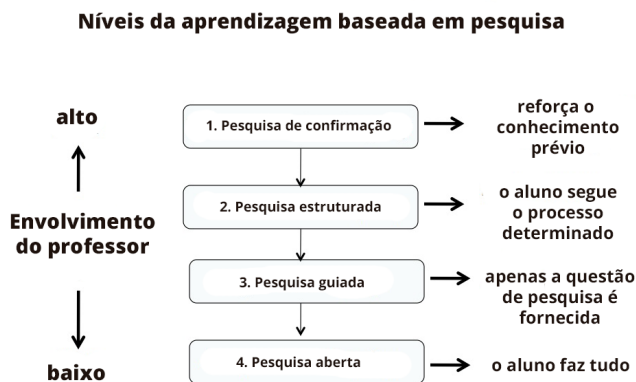 Níveis da aprendizagem baseada em pesquisa
alto
Envolvimento
do professor
baixo
1. Pesquisa de confirmação
reforça o
conhecimento
prévio
2. Pesquisa estruturada
o aluno segue
o processo
determinado
3. Pesquisa guiada
apenas a questão
de pesquisa é
fornecida
4. Pesquisa aberta
o aluno faz tudo